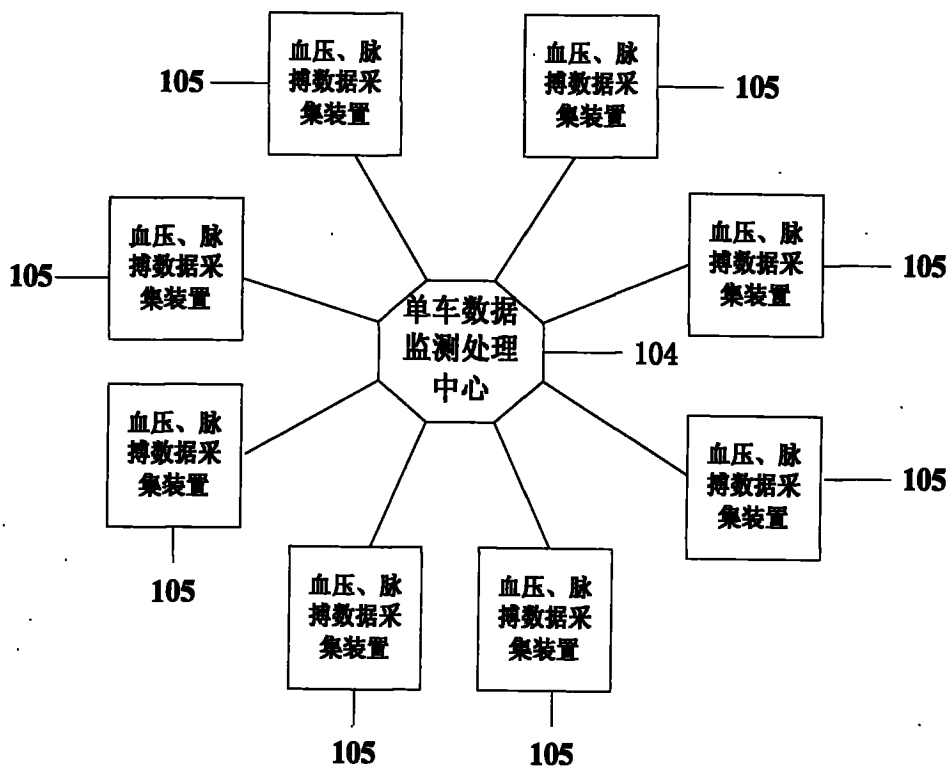 血压、脉
搏数据采
集装置
105
血压、脉
搏数据采
集装置
105
血压、脉
搏数据采
集装置
105
血压、脉
搏数据采
集装置
105
单车数据
监测处理
中心
104
血压、脉
搏数据采
集装置
105
血压、脉
搏数据采
集装置
105
血压、脉
搏数据采
集装置
105
血压、脉
搏数据采
集装置
105